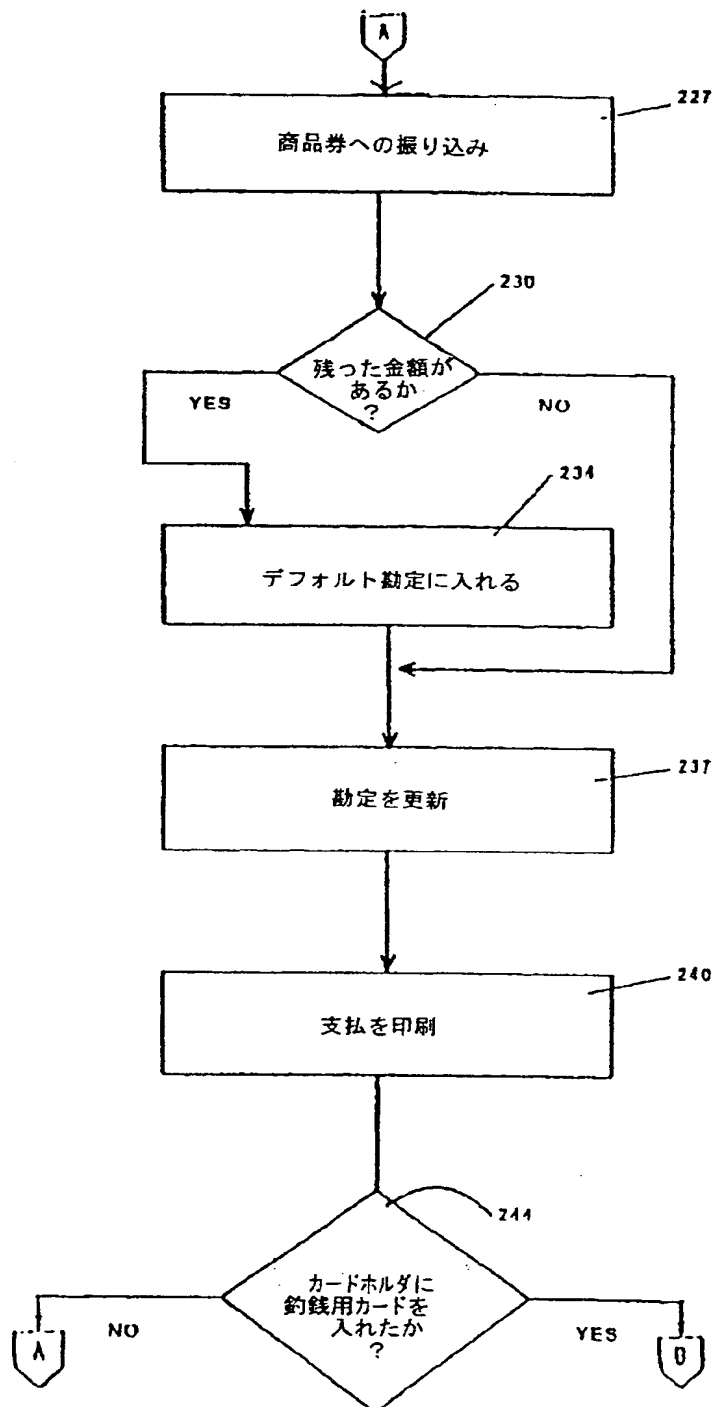 A
227
商品券への振り込み
230
残った金額が
あるか
?
YES
NO
234
デフォルト勘定に入れる
237
勘定を更新
240
支払を印刷
244
カードホルダに
釣銭用カードを
入れたか
?
NO
YES
A